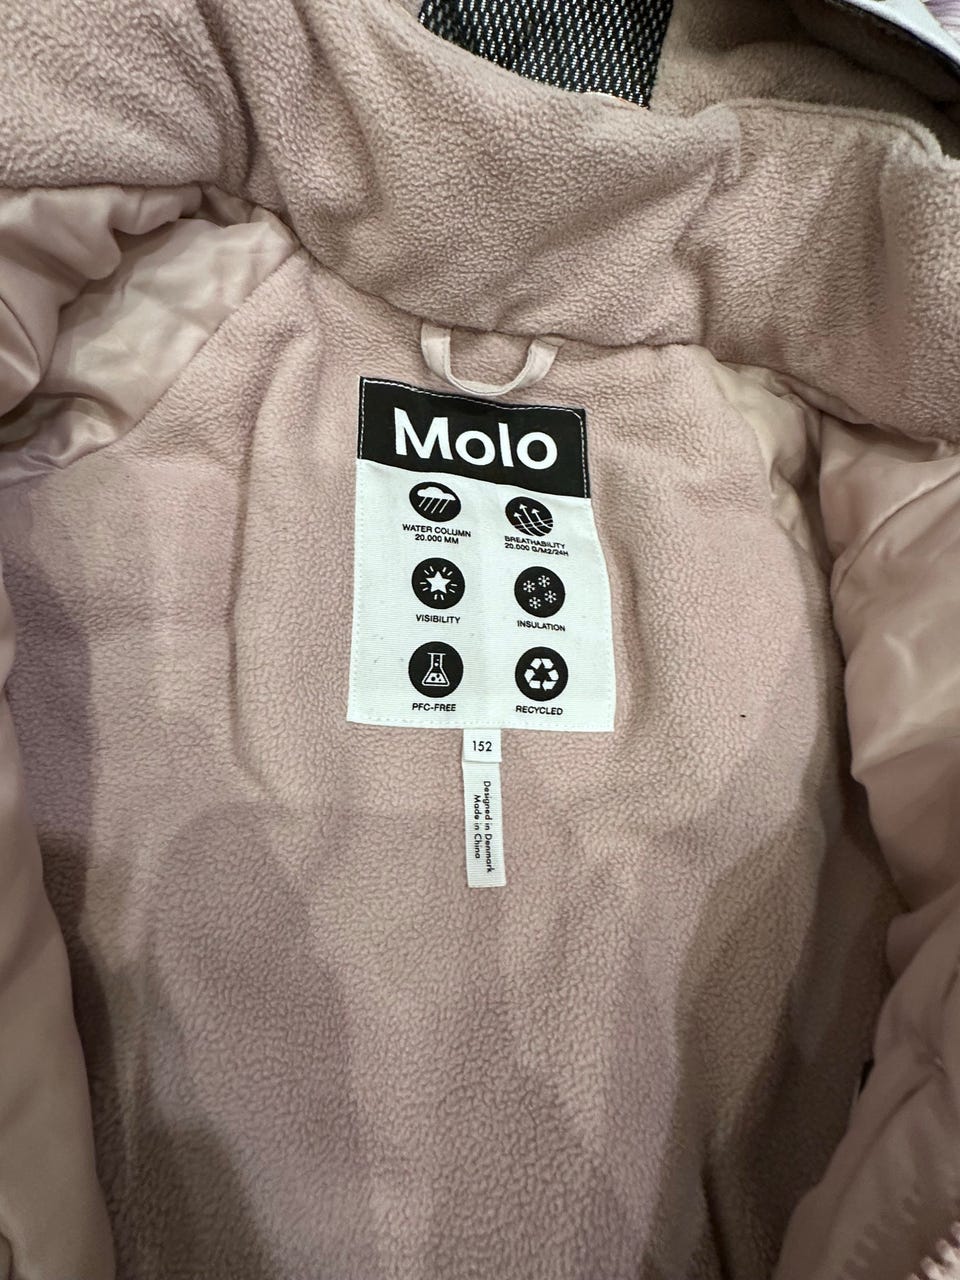 Molo
WATER COLUMN
20.000 MM
BREATHABILITY
20.000 G/M2/24H
VISIBILITY
INSULATION
PFC-FREE
RECYCLED
152
Designed in Denmark
Made in China